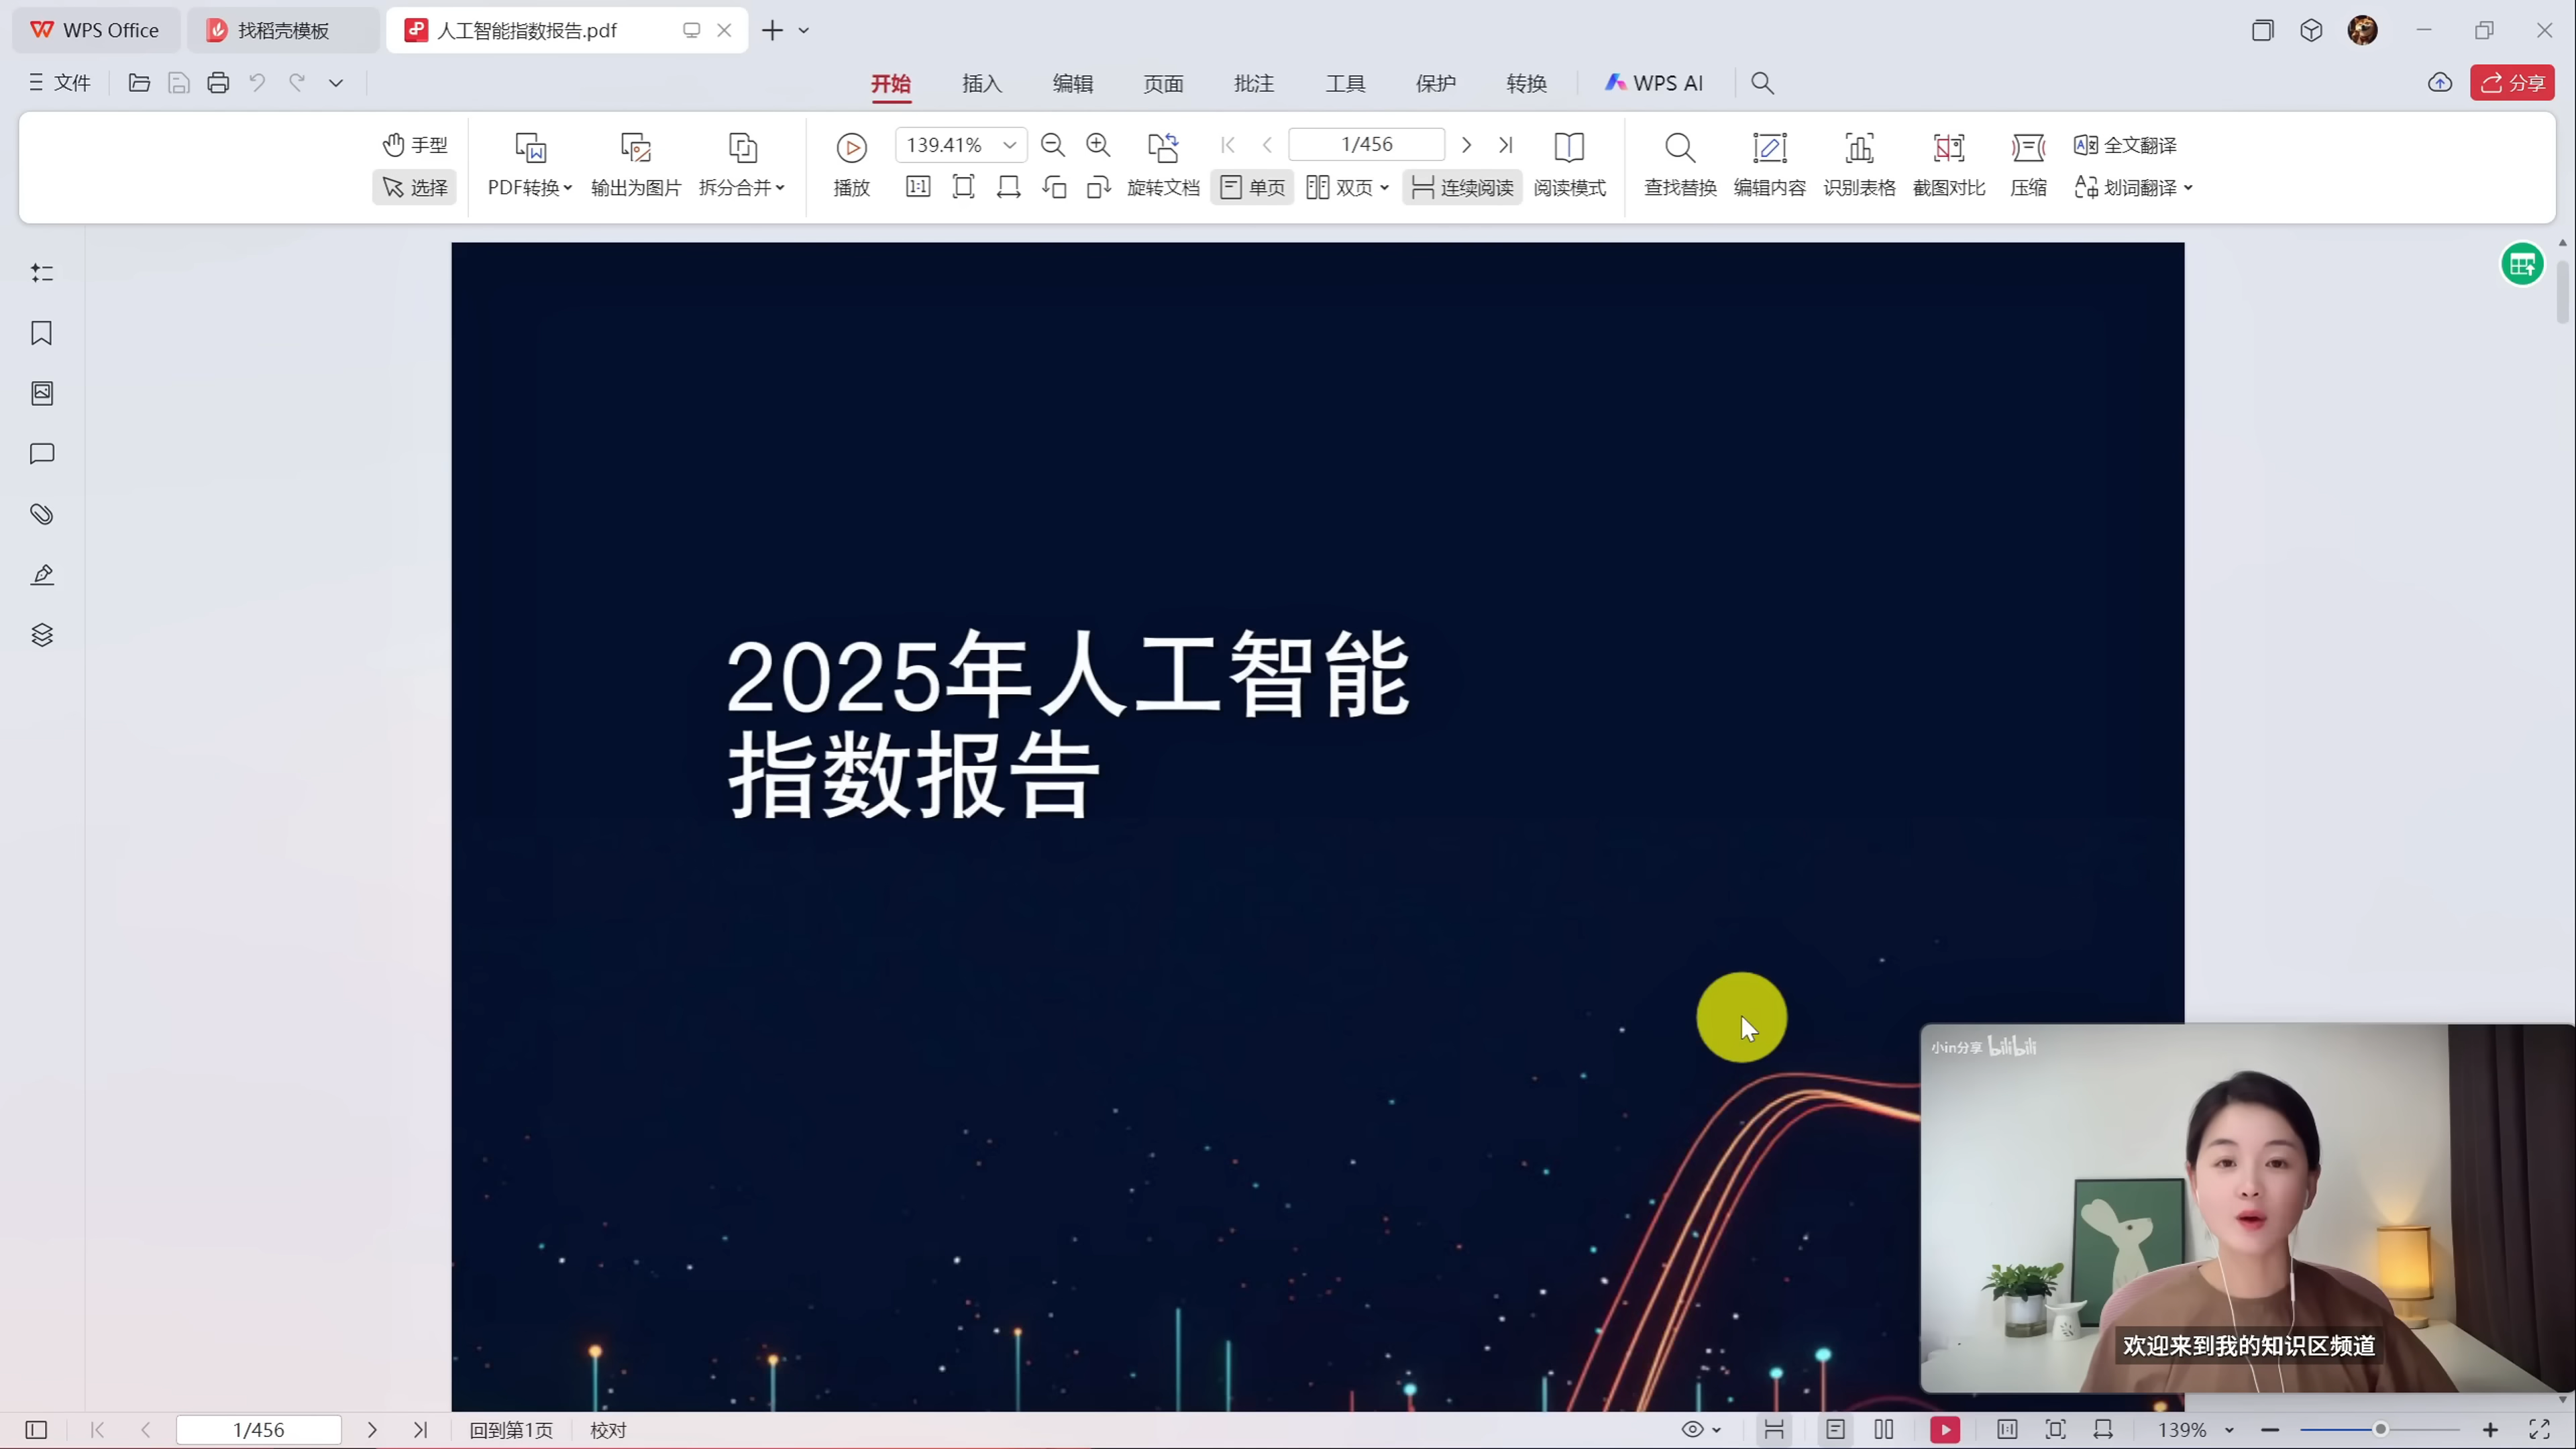 WPS Office
找稻壳模板
人工智能指数报告.pdf
文件
开始
插入
编辑
页面
批注
工具
保护
转换
WPS AI
分享
手型
选择
PDF转换
输出为图片
拆分合并
播放
139.41%
1:1
旋转文档
1/456
单页
双页
连续阅读
阅读模式
查找替换
编辑内容
识别表格
截图对比
压缩
全文翻译
划词翻译
2025年人工智能
指数报告
小in分享 bilibili
欢迎来到我的知识区频道
1/456
回到第1页
校对
139%